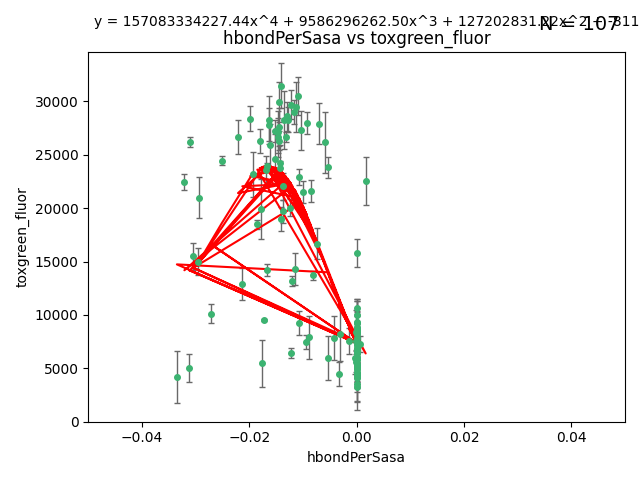 y = 157083334227.44x^4 + 9586296262.50x^3 + 127202831
N = 107
hbondPerSasa vs toxgreen_fluor
toxgreen_fluor
30000
25000
20000
15000
10000
5000
0
−0.04
−0.02
0.00
0.02
0.04
hbondPerSasa